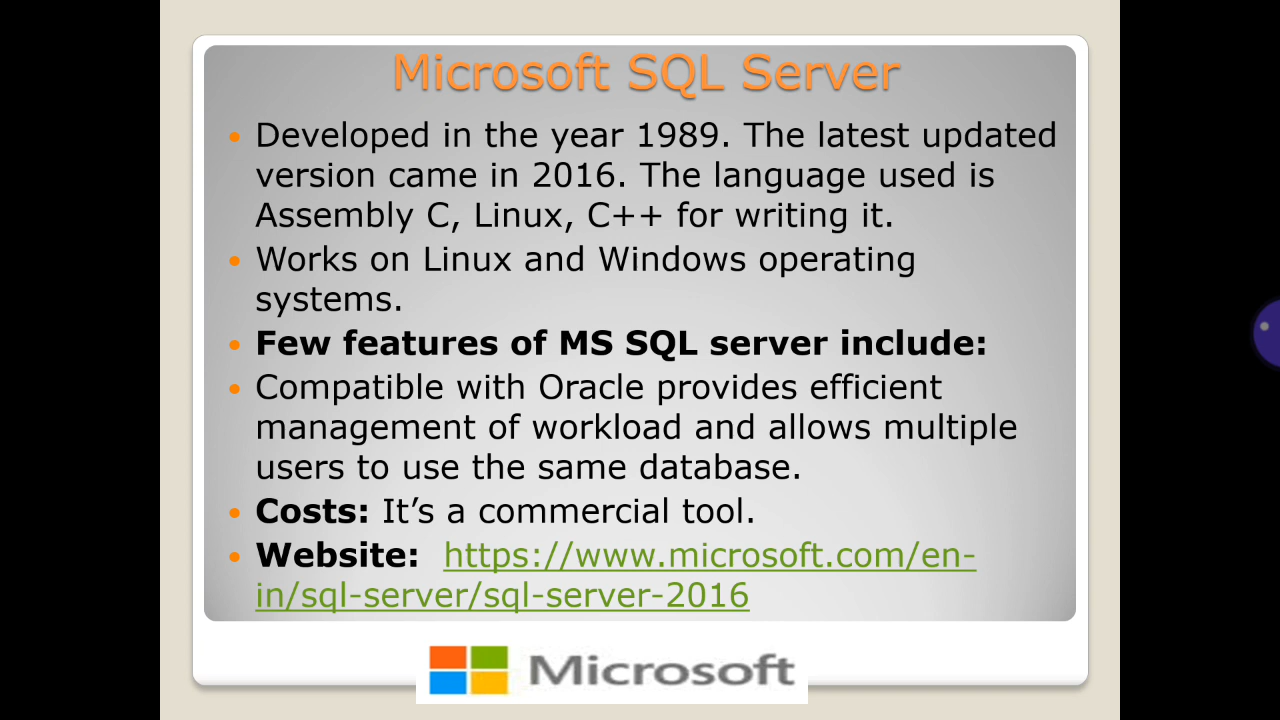 Microsoft SQL Server
Developed in the year 1989. The latest updated
version came in 2016. The language used is
Assembly C, Linux, C++ for writing it.
Works on Linux and Windows operating
systems.
Few features of MS SQL server include:
Compatible with Oracle provides efficient
management of workload and allows multiple
users to use the same database.
Costs: It’s a commercial tool.
Website: https://www.microsoft.com/en-
in/sql-server/sql-server-2016
Microsoft